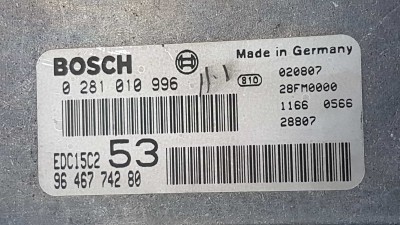 BOSCH
Made in Germany
0 281 010 996
810
020807
28FM0000
1166 0566
28807
EDC15C2 53
96 467 742 80